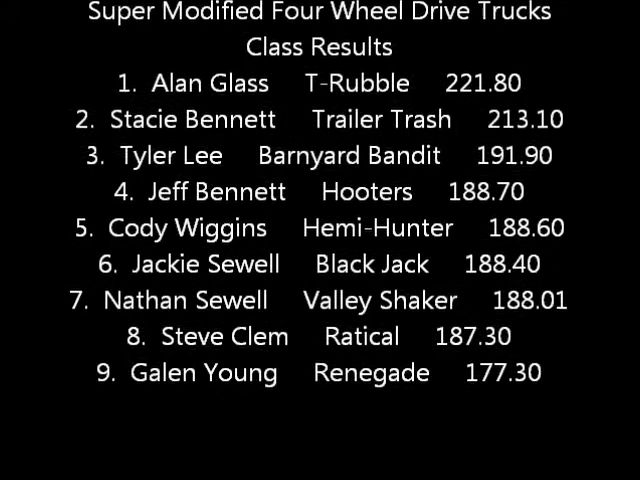 Super Modified Four Wheel Drive Trucks
Class Results
1. Alan Glass T-Rubble 221.80
2. Stacie Bennett Trailer Trash 213.10
3. Tyler Lee Barnyard Bandit 191.90
4. Jeff Bennett Hooters 188.70
5. Cody Wiggins Hemi-Hunter 188.60
6. Jackie Sewell Black Jack 188.40
7. Nathan Sewell Valley Shaker 188.01
8. Steve Clem Ratical 187.30
9. Galen Young Renegade 177.30